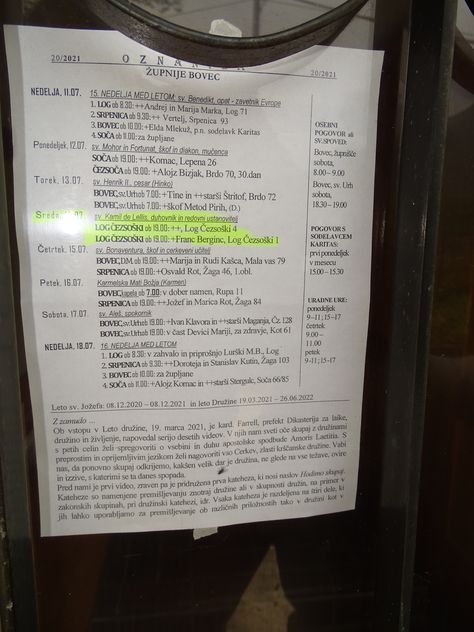 20/2021 20/2021
ŽUPNIJE BOVEC
NEDELJA, 11.07. 15. NEDELJA MED LETOM; sv. Benedikt, opat - zavetnik Evrope
1. LOG ob 8.30: ++Andrej in Marija Marka, Log 71
2. SRPENICA ob 9.30: ++ Vertelj, Srpenica 93
3. BOVEC ob 10.00: +Elda Mlekuž, p.n. sodelavk Karitas
4. SOČA ob 11.00: za župljane
Ponedeljek, 12.07. sv. Mohor in Fortunat, škof in diakon, mučenca
SOČA ob 18.00: ++Komac, Lepena 26
ČEZSOČA ob 19.00: +Alojz Bizjak, Brdo 70, 30.dan
Torek, 13.07. sv. Henrik II., cesar (Hinko)
BOVEC, sv.Urh ob 7.00: +Tine in ++starši Štritof, Brdo 72
BOVEC, sv.Urh ob 7.00: +škof Metod Pirih, (D.)
Sreda, sv. Kamil de Lellis, duhovnik in redovni ustanovitelj
LOG ČEZSOŠKI ob 19.00: ++, Log Čezsoški 4
LOG ČEZSOŠKI ob 19.00: +Franc Berginc, Log Čezsoški 1
Četrtek, 15.07. sv. Bonaventura, škof in cerkveni učitelj
BOVEC, D.M. ob 19.00: ++Marija in Rudi Kašca, Mala vas 79
SRPENICA ob 19.00: +Osvald Rot, Žaga 46, 1.obl.
Petek, 16.07. Karmelska Mati Božja (Karmen)
BOVEC, kapela ob 7.00: v dober namen, Rupa 11
SRPENICA ob 19.00: ++Jožef in Marica Rot, Žaga 84
Sobota, 17.07. sv. Aleš, spokornik
BOVEC, sv.Urh ob 19.00: +Ivan Klavora in ++starši Maganja, Čz. 128
BOVEC, sv.Urh ob 19.00: v čast Devici Mariji, za zdravje, Kot 61
NEDELJA, 18.07. 16. NEDELJA MED LETOM
1. LOG ob 8.30: v zahvalo in priprošnjo Lurški M.B., Log
2. SRPENICA ob 9.30: ++Doroteja in Stanislav Kutin, Žaga 103
3. BOVEC ob 10.00: za župljane
4. SOČA ob 11.00: +Alojz Komac in ++starši Stergulc, Soča 66/85
OSEBNI
POGOVOR ali
SV.SPOVED:
Bovec, župnišče
sobota,
8.00 – 9.00
Bovec, sv. Urh
sobota,
18.30 – 19.00
POGOVOR S
SODELAVCEM
KARITAS:
prvi ponedeljek
v mesecu
15.00 – 15.30
URADNE URE:
ponedeljek
9 –11; 15–17
četrtek
9.00 –
11.00
petek
9-11; 15–17
Leto sv. Jožefa: 08.12.2020 – 08.12.2021 in leto Družine 19.03.2021 – 26.06.2022
Z zamudo ...
Ob vstopu v Leto družine, 19. marca 2021, je kard. Farrell, prefekt Dikasterija za laike,
družino in življenje, napovedal serijo desetih videov. V njih nam sveti oče skupaj z družinami
s petih celin želi spregovoriti o vsebini in duhu apostolske spodbude Amoris Laetitia. S
preprostim in oprijemljivim jezikom želi nagovoriti vso Cerkev, zlasti krščanske družine. Vabi
nas, da ponovno skupaj odkrijemo, kakšen velik dar je družina, ne glede na vse težave, ovire
in izzive, s katerimi se ta danes spopada.
Pred nami je prvi video, zraven pa je pridružena prva kateheza, ki nosi naslov Hodimo skupaj.
Kateheze so namenjene premišljevanju znotraj družine ali v skupnosti družin, na primer v
zakonskih skupinah, pri družinski katehezi, idr. Vsaka kateheza je razdeljena na štiri dele, ki
jih lahko uporabljamo za premišljevanje ob različnih priložnostih tako v družini kot v